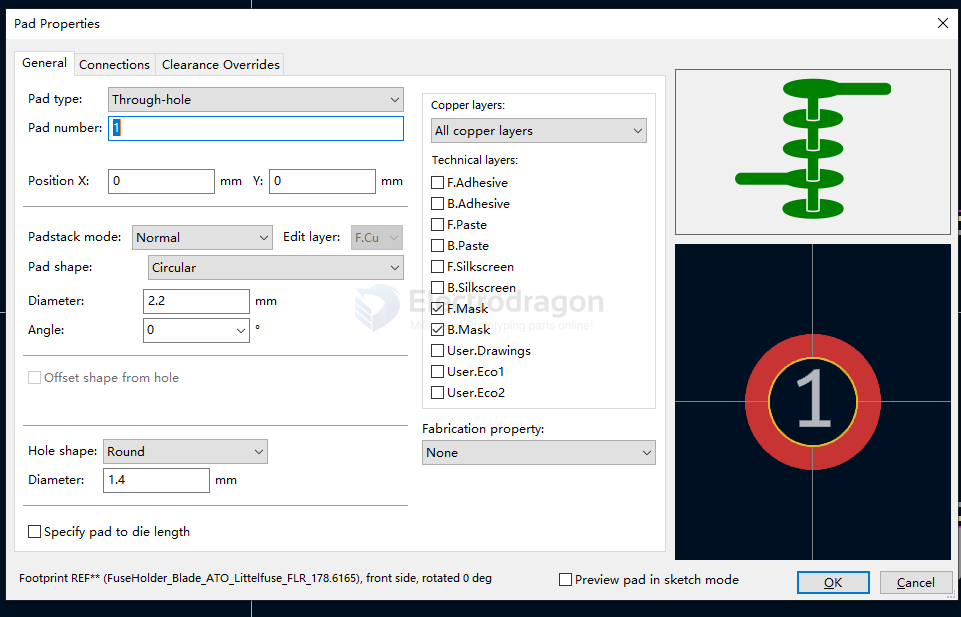 Pad Properties
General Connections Clearance Overrides
Pad type: Through-hole
Pad number: 1
Position X: 0 mm Y: 0 mm
Padstack mode: Normal Edit layer: F.Cu
Pad shape: Circular
Diameter: 2.2 mm
Angle: 0 °
Offset shape from hole
Hole shape: Round
Diameter: 1.4 mm
Specify pad to die length
Copper layers:
All copper layers
Technical layers:
F.Adhesive
B.Adhesive
F.Paste
B.Paste
F.Silkscreen
B.Silkscreen
F.Mask
B.Mask
User.Drawings
User.Eco1
User.Eco2
Fabrication property:
None
Electrodragon
typing parts online!
1
Footprint REF** (FuseHolder_Blade_ATO_Littelfuse_FLR_178.6165), front side, rotated 0 deg
Preview pad in sketch mode
OK Cancel